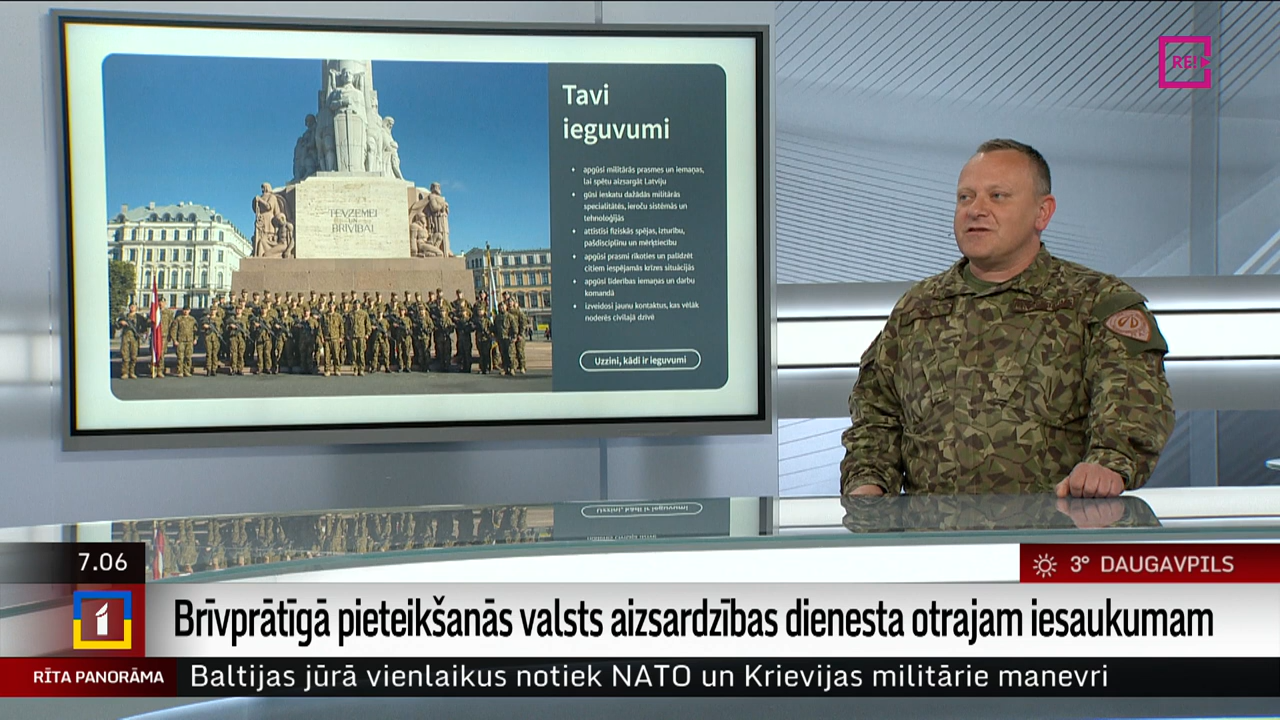 RE!
Tavi
ieguvumi
• apgūsi militārās prasmes un iemaņas,
lai spētu aizsargāt Latviju
• gūsi ieskatu dažādās militārās
specialitātēs, ieroču sistēmās un
tehnoloģijās
• attīstīsi fiziskās spējas, izturību,
pašdisciplīnu un mērķtiecību
• apgūsi prasmi rīkoties un palīdzēt
citiem iespējamās krīzes situācijās
• apgūsi līderības iemaņas un darbu
komandā
• izveidosi jaunu kontaktus, kas vēlāk
noderēs civilajā dzīvē
Uzzini, kādi ir ieguvumi
TĒVZEMEI
UN
BRĪVĪBAI
7.06
3° DAUGAVPILS
1
Brīvprātīgā pieteikšanās valsts aizsardzības dienesta otrajam iesaukumam
RĪTA PANORĀMA
Baltijas jūrā vienlaikus notiek NATO un Krievijas militārie manevri